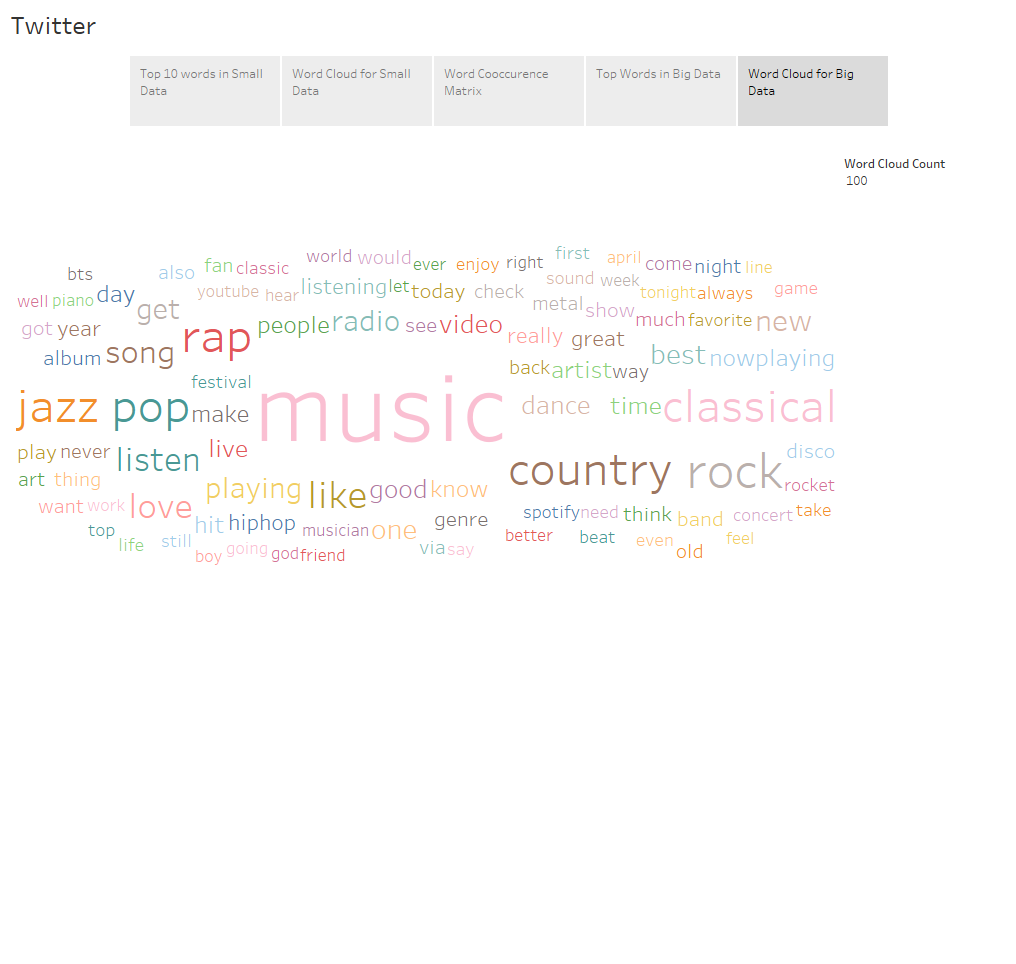 Twitter
Top 10 words in Small Data
Word Cloud for Small Data
Word Cooccurence Matrix
Top Words in Big Data
Word Cloud for Big Data
Word Cloud Count
100
bts also fan classic world would ever enjoy right first april come night line
well piano day get youtube hear listening let today check sound week tonight always game
got year album song rap people radio see video metal show much favorite new
really great best nowplaying
festival back artist way
jazz pop make music dance time classical
play never listen live country rock disco
art thing playing like good know rocket
want work love hit hiphop musician one genre spotify need think band concert take
top life still boy going god friend via say better beat even old feel